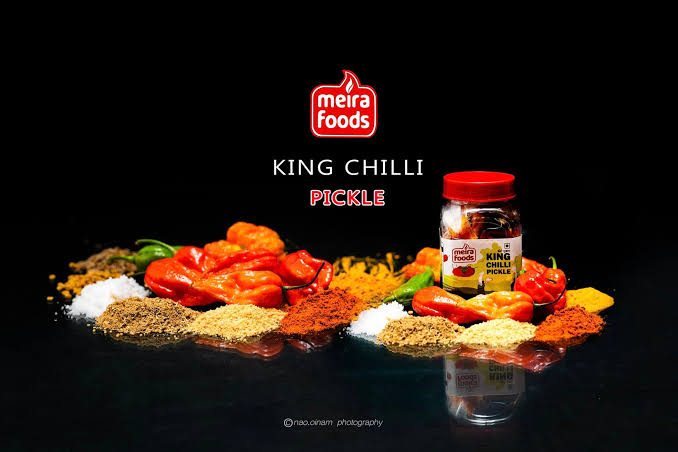 meira
foods
KING CHILLI
PICKLE
meira
foods
KING
CHILLI
PICKLE
©nao.oinam photography